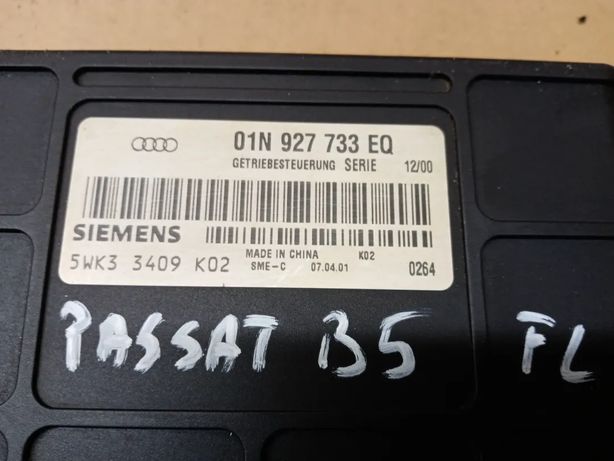 01N 927 733 EQ
GETRIEBESTEUERUNG SERIE 12/00
SIEMENS
MADE IN CHINA K02
5WK3 3409 K02 SME-C 07.04.01 0264
PASSAT B5 FL